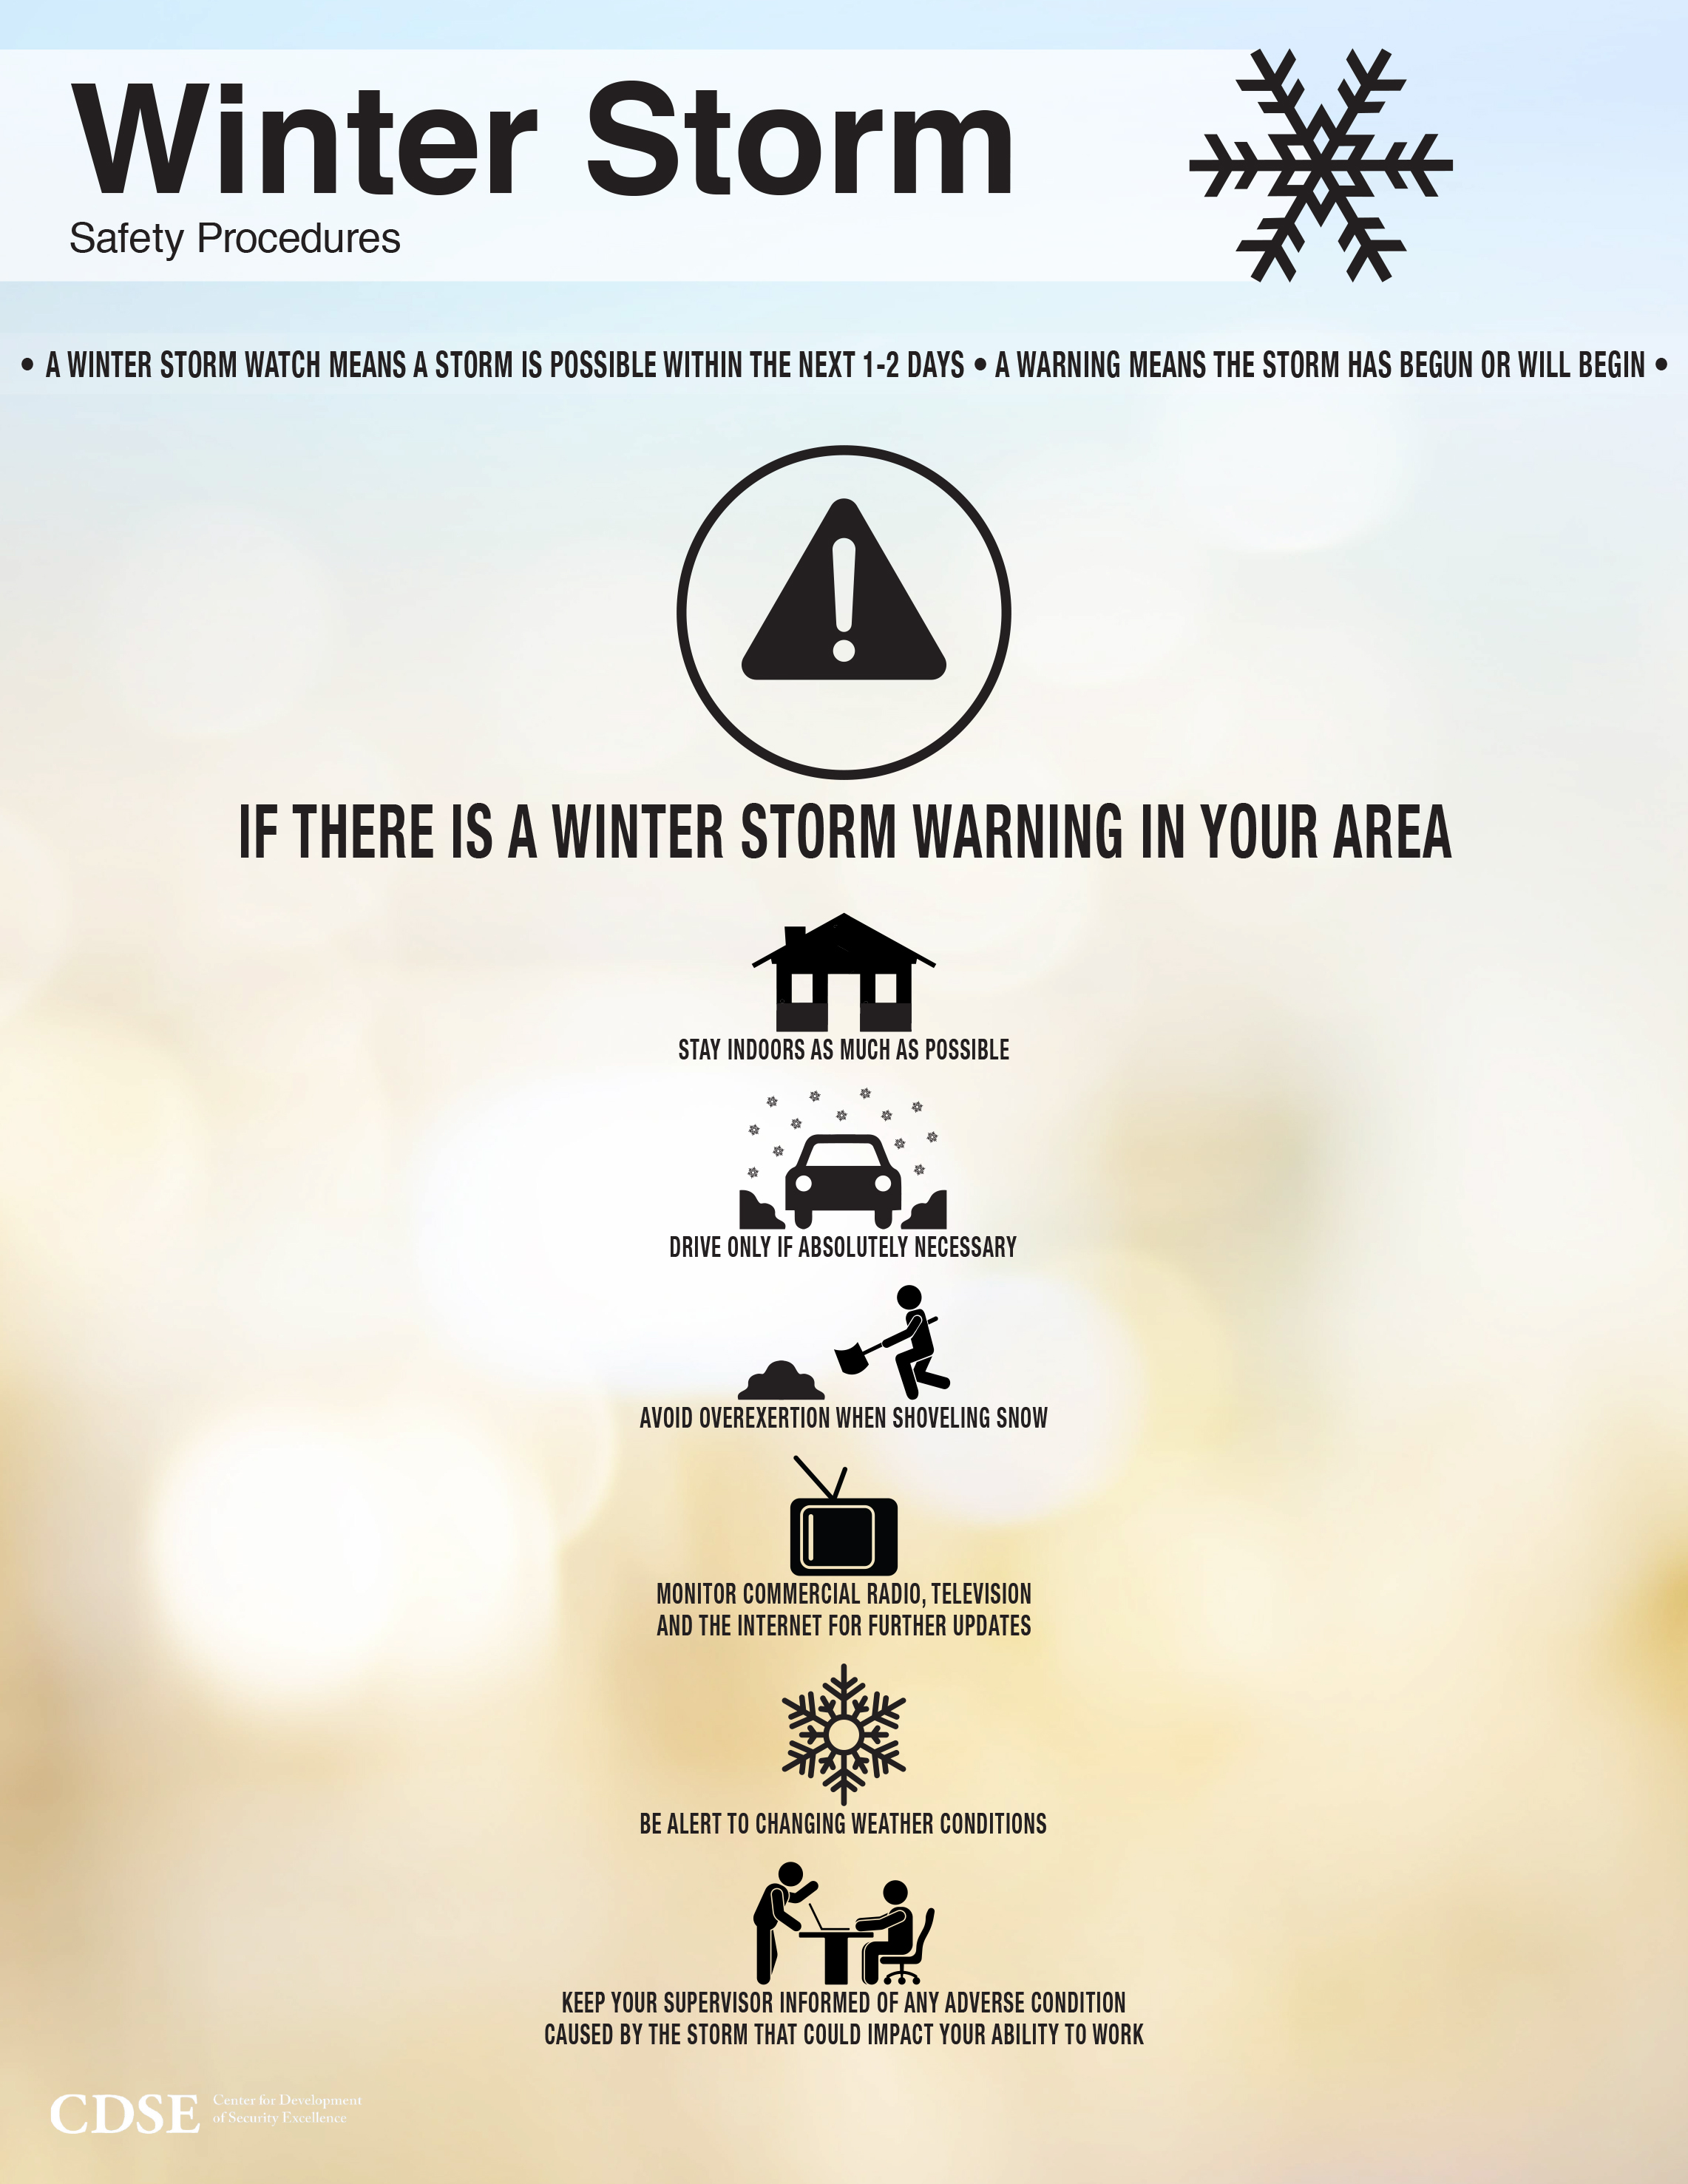 Winter Storm
Safety Procedures
• A WINTER STORM WATCH MEANS A STORM IS POSSIBLE WITHIN THE NEXT 1-2 DAYS • A WARNING MEANS THE STORM HAS BEGUN OR WILL BEGIN •
IF THERE IS A WINTER STORM WARNING IN YOUR AREA
STAY INDOORS AS MUCH AS POSSIBLE
DRIVE ONLY IF ABSOLUTELY NECESSARY
AVOID OVEREXERTION WHEN SHOVELING SNOW
MONITOR COMMERCIAL RADIO, TELEVISION
AND THE INTERNET FOR FURTHER UPDATES
BE ALERT TO CHANGING WEATHER CONDITIONS
KEEP YOUR SUPERVISOR INFORMED OF ANY ADVERSE CONDITION
CAUSED BY THE STORM THAT COULD IMPACT YOUR ABILITY TO WORK
CDSE
Center for Development
of Security Excellence